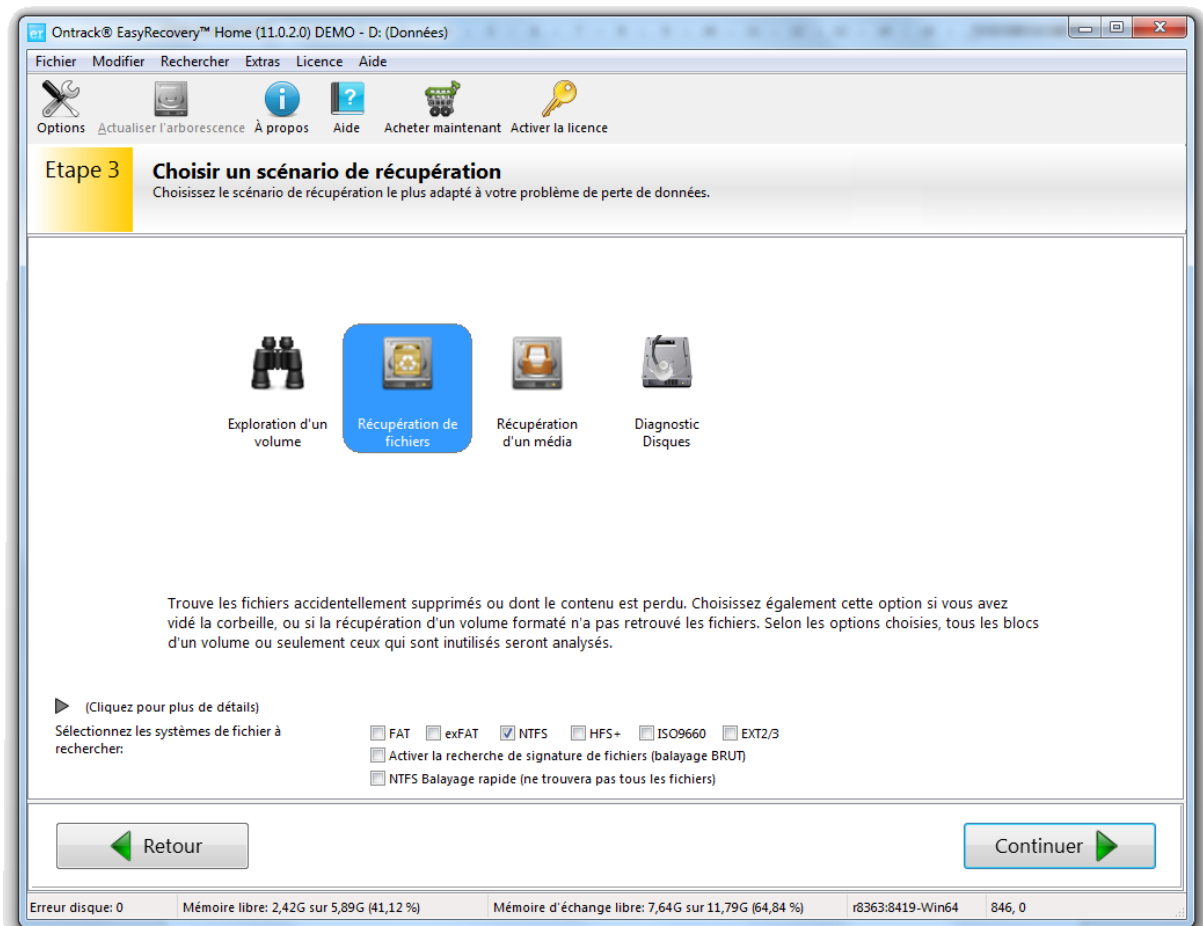 er Ontrack® EasyRecovery™ Home (11.0.2.0) DEMO - D: (Données)
Fichier Modifier Rechercher Extras Licence Aide
Options Actualiser l'arborescence À propos Aide Acheter maintenant Activer la licence
Etape 3
Choisir un scénario de récupération
Choisissez le scénario de récupération le plus adapté à votre problème de perte de données.
Exploration d'un
volume
Récupération de
fichiers
Récupération
d'un média
Diagnostic
Disques
Trouve les fichiers accidentellement supprimés ou dont le contenu est perdu. Choisissez également cette option si vous avez
vidé la corbeille, ou si la récupération d'un volume formaté n'a pas retrouvé les fichiers. Selon les options choisies, tous les blocs
d'un volume ou seulement ceux qui sont inutilisés seront analysés.
(Cliquez pour plus de détails)
Sélectionnez les systèmes de fichier à
rechercher:
FAT exFAT NTFS HFS+ ISO9660 EXT2/3
Activer la recherche de signature de fichiers (balayage BRUT)
NTFS Balayage rapide (ne trouvera pas tous les fichiers)
Retour
Continuer
Erreur disque: 0 Mémoire libre: 2,42G sur 5,89G (41,12 %) Mémoire d'échange libre: 7,64G sur 11,79G (64,84 %) r8363:8419-Win64 846, 0